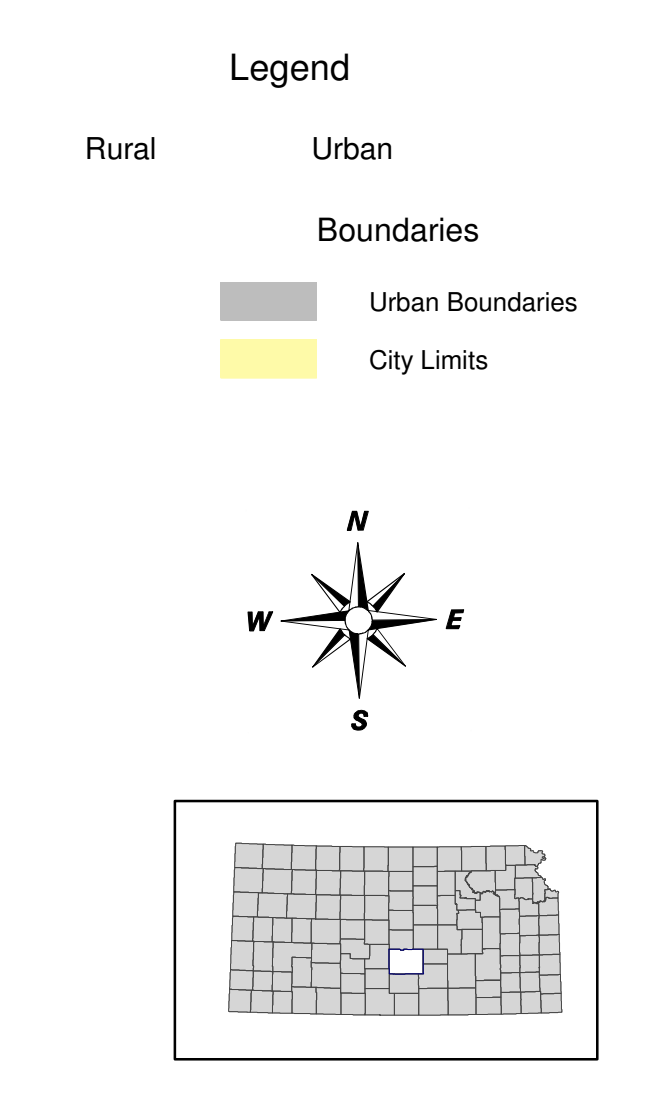 Legend
Rural Urban
Boundaries
Urban Boundaries
City Limits
N
W E
S